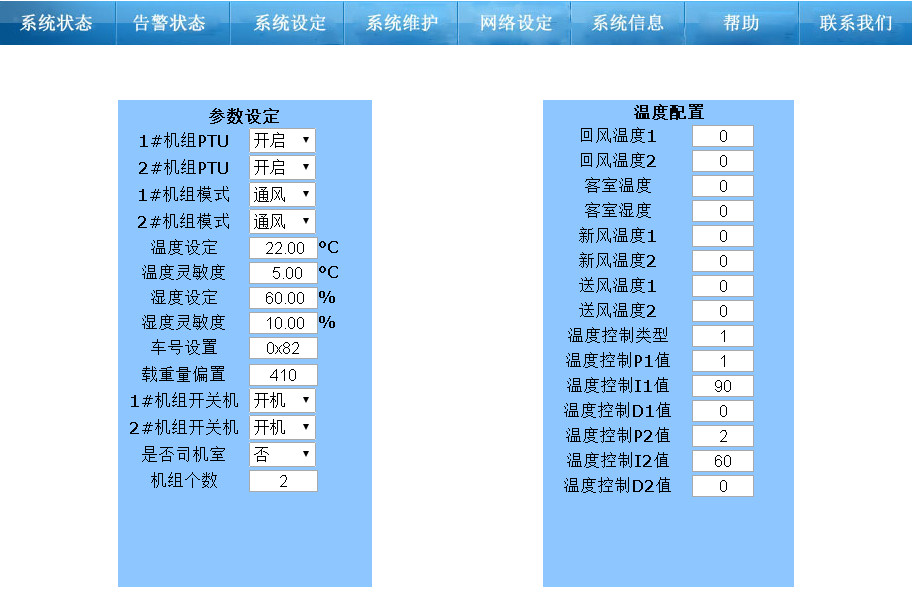 系统状态 告警状态 系统设定 系统维护 网络设定 系统信息 帮助 联系我们
参数设定
1#机组PTU 开启
2#机组PTU 开启
1#机组模式 通风
2#机组模式 通风
温度设定 22.00 ºC
温度灵敏度 5.00 ºC
湿度设定 60.00 %
湿度灵敏度 10.00 %
车号设置 0x82
载重量偏置 410
1#机组开关机 开机
2#机组开关机 开机
是否司机室 否
机组个数 2
温度配置
回风温度1 0
回风温度2 0
客室温度 0
客室湿度 0
新风温度1 0
新风温度2 0
送风温度1 0
送风温度2 0
温度控制类型 1
温度控制P1值 1
温度控制I1值 90
温度控制D1值 0
温度控制P2值 2
温度控制I2值 60
温度控制D2值 0